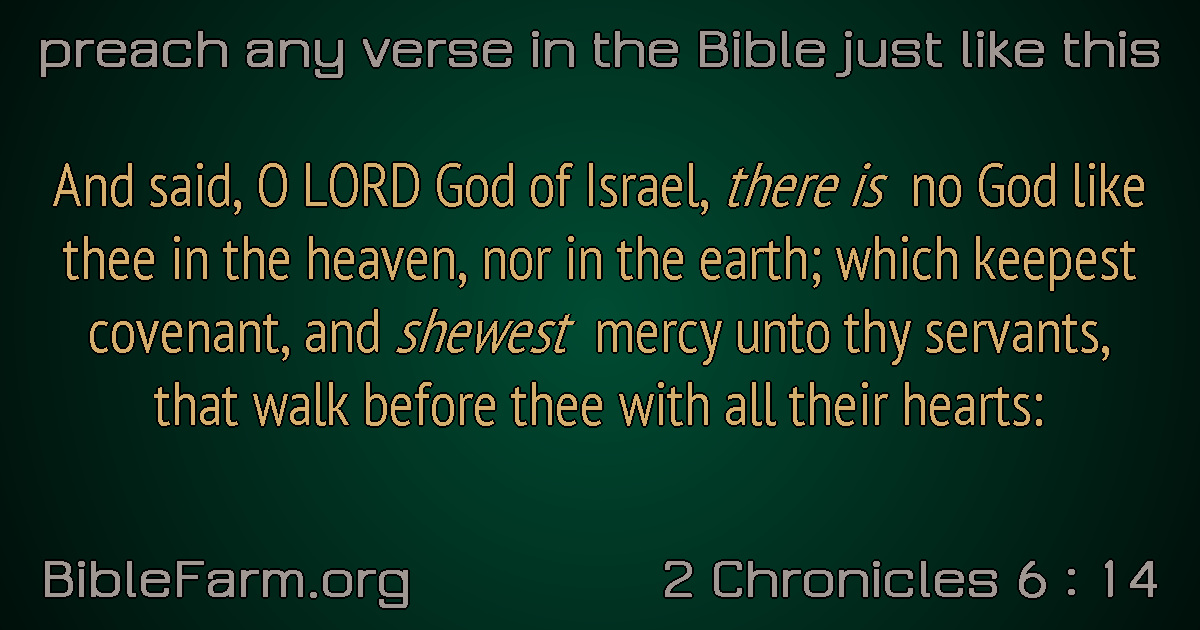 preach any verse in the Bible just like this
And said, O LORD God of Israel, there is no God like
thee in the heaven, nor in the earth; which keepest
covenant, and shewest mercy unto thy servants,
that walk before thee with all their hearts:
BibleFarm.org
2 Chronicles 6 : 14